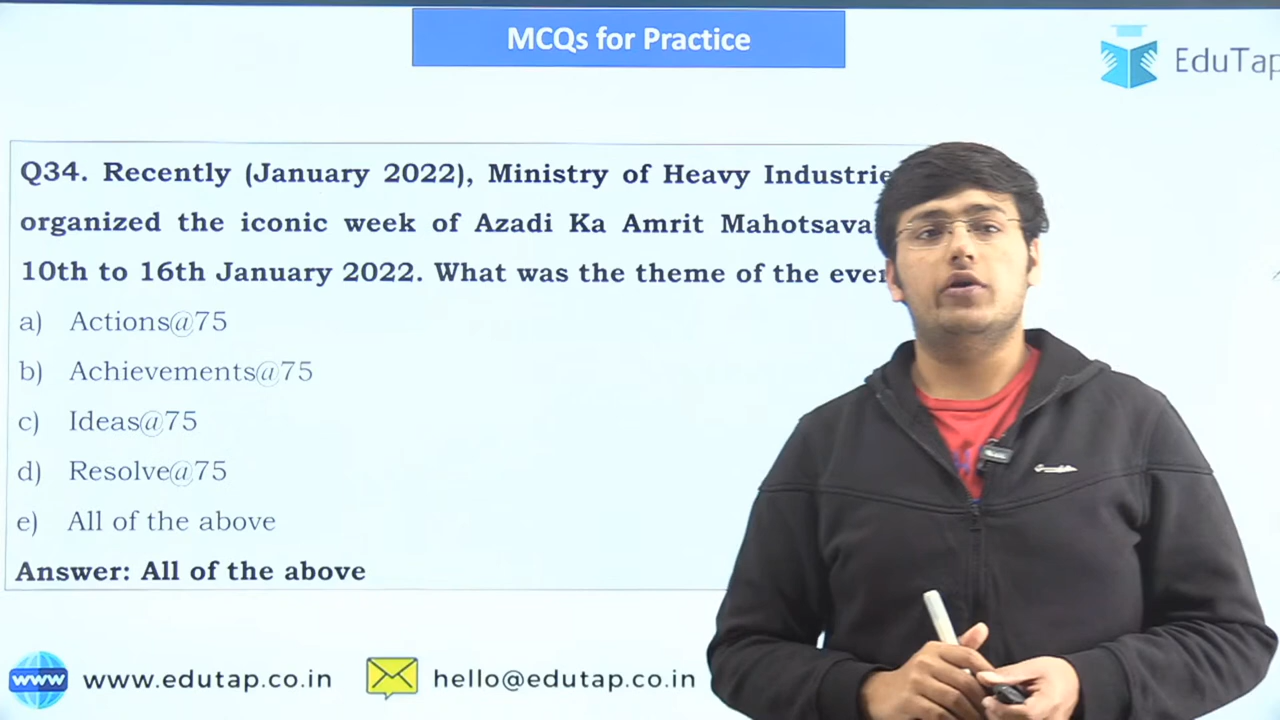 MCQs for Practice
EduTap
Q34. Recently (January 2022), Ministry of Heavy Industrie
organized the iconic week of Azadi Ka Amrit Mahotsava
10th to 16th January 2022. What was the theme of the even
a) Actions@75
b) Achievements@75
c) Ideas@75
d) Resolve@75
e) All of the above
Answer: All of the above
www
www.edutap.co.in
hello@edutap.co.in